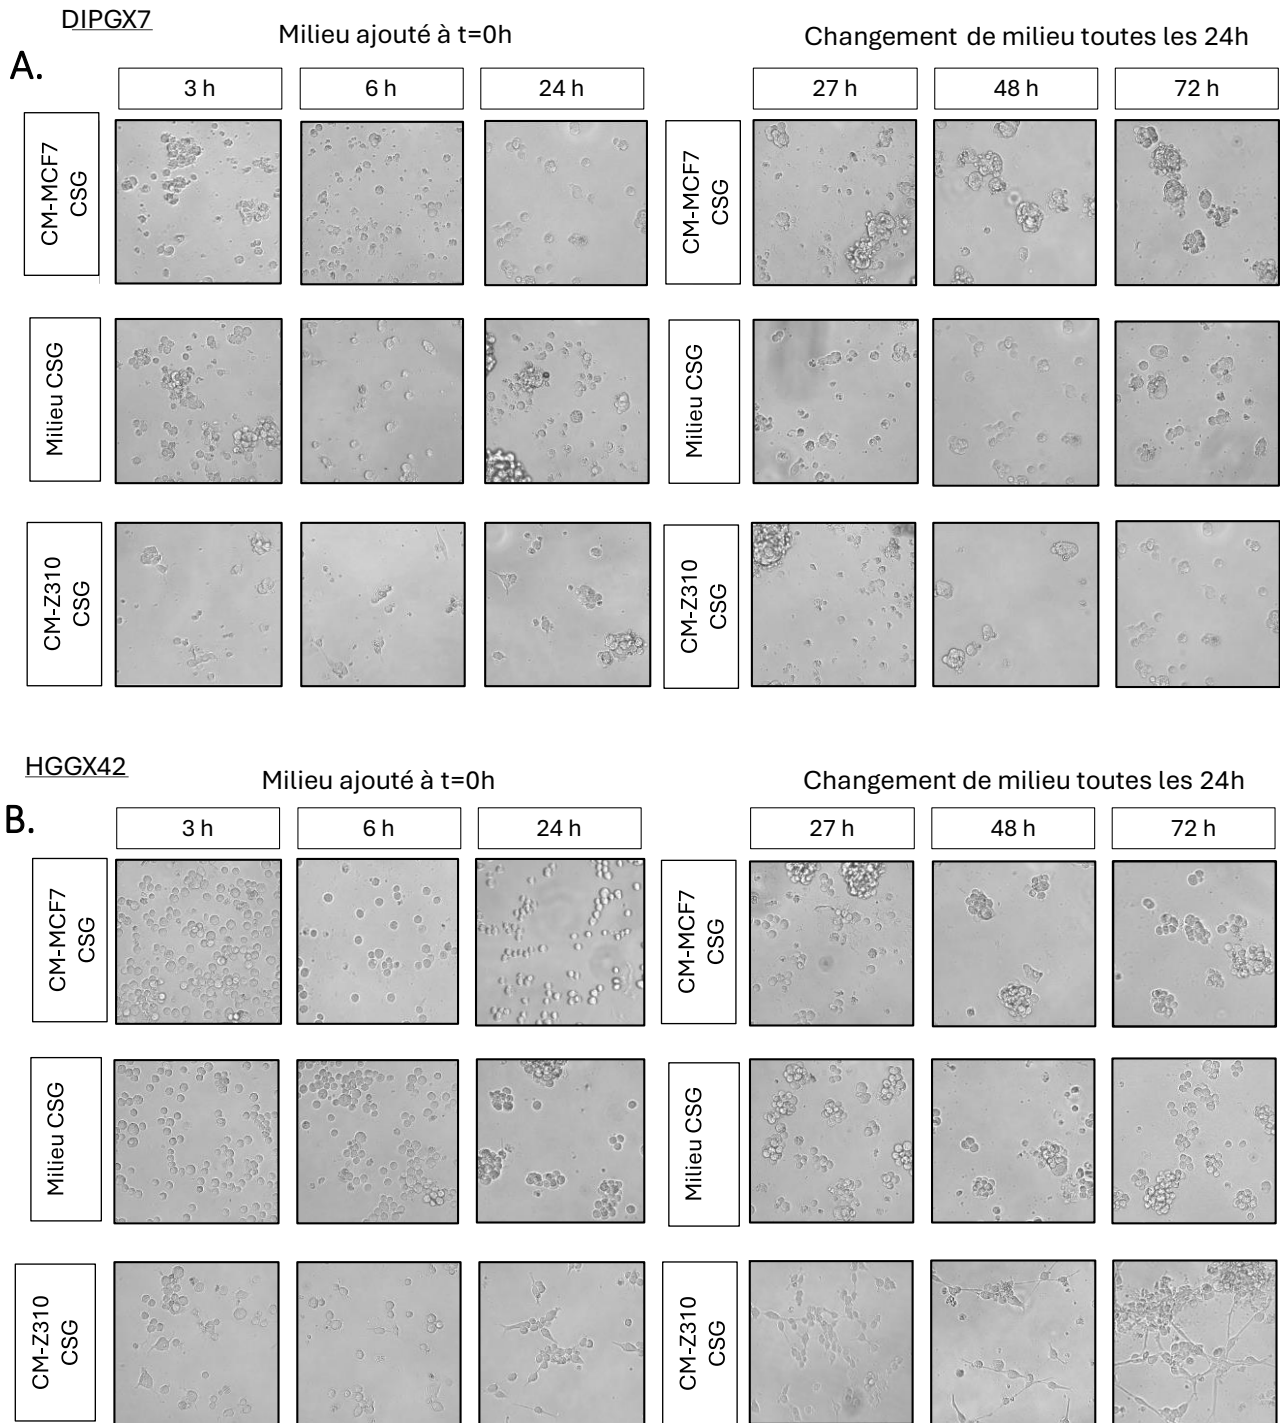 DIPGX7
Milieu ajouté à t=0h
Changement de milieu toutes les 24h
A.
3 h
6 h
24 h
27 h
48 h
72 h
CM-MCF7
CSG
CM-MCF7
CSG
Milieu CSG
Milieu CSG
CM-Z310
CSG
CM-Z310
CSG
HGGX42
Milieu ajouté à t=0h
Changement de milieu toutes les 24h
B.
3 h
6 h
24 h
27 h
48 h
72 h
CM-MCF7
CSG
CM-MCF7
CSG
Milieu CSG
Milieu CSG
CM-Z310
CSG
CM-Z310
CSG